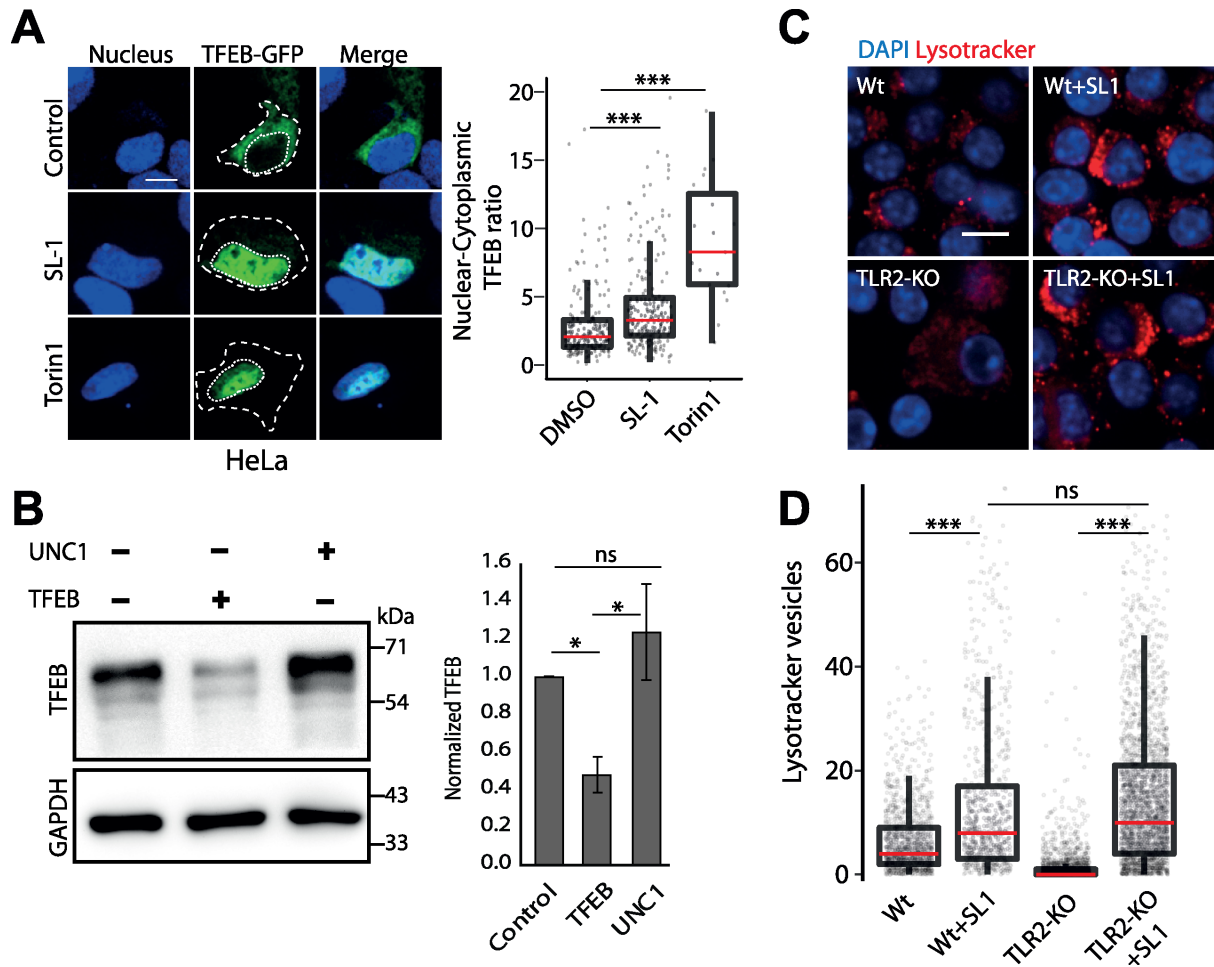 A
Nucleus TFEB-GFP Merge
Control
SL-1
Torin1
HeLa
Nuclear-Cytoplasmic
TFEB ratio
20
15
10
5
0
***
***
DMSO
SL-1
Torin1
B
UNC1 − − +
TFEB − + −
kDa
TFEB
71
54
GAPDH
43
33
Normalized TFEB
1.6
1.4
1.2
1.0
0.8
0.6
0.4
0.2
0.0
ns
*
*
Control
TFEB
UNC1
C
DAPI Lysotracker
Wt
Wt+SL1
TLR2-KO
TLR2-KO+SL1
D
Lysotracker vesicles
60
40
20
0
ns
***
***
Wt
Wt+SL1
TLR2-KO
TLR2-KO
+SL1